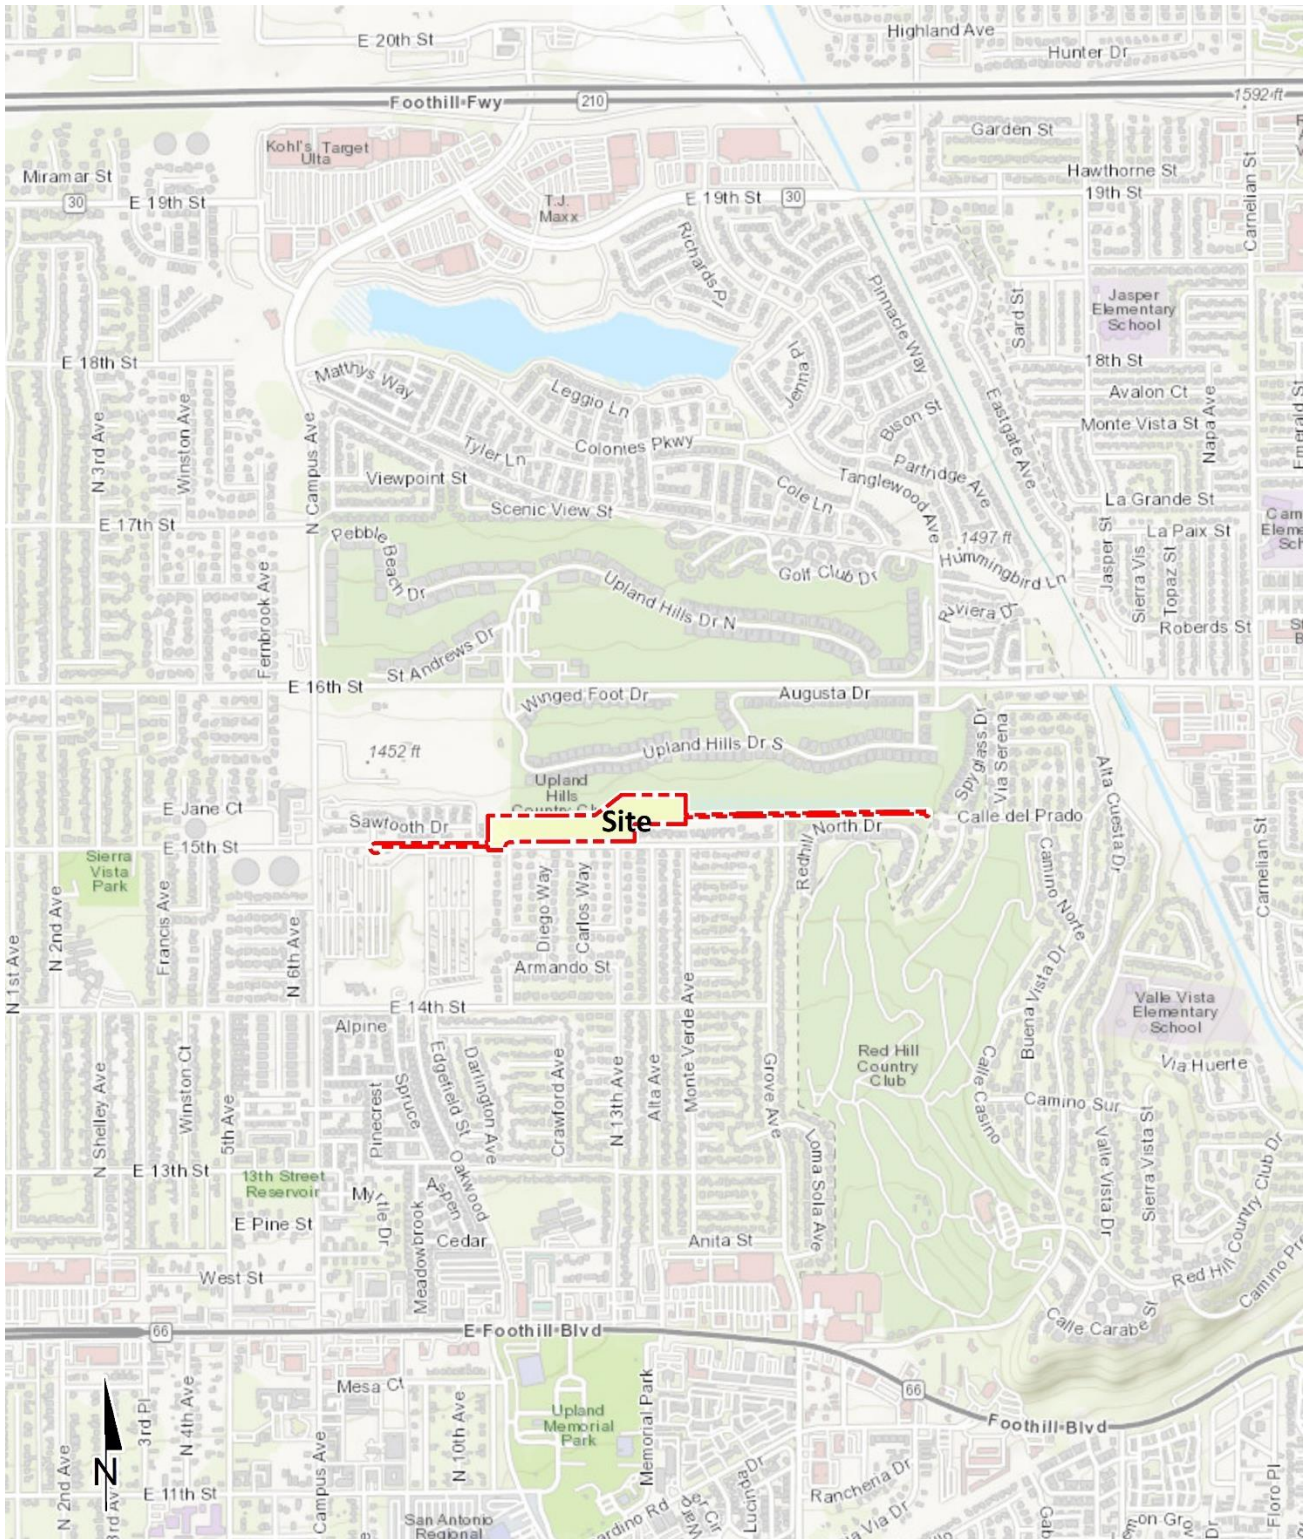 E 20th St
Highland Ave
Hunter Dr
Foothill Fwy
210
1592 ft
Garden St
Kohl's Target
Ulta
Miramar St
30
E 19th St
T.J.
Maxx
E 19th St
30
Hawthorne St
19th St
Carnelian St
Richards Pl
Pinnacle Way
Sard St
Jasper
Elementary
School
E 18th St
Matthys Way
Leggio Ln
Jenna Pl
18th St
Avalon Ct
Monte Vista St
Napa Ave
Emerald St
N 3rd Ave
Winston Ave
N Campus Ave
Tyler Ln
Colonies Pkwy
Bison St
Eastgate Ave
Viewpoint St
Cole Ln
Tanglewood Ave
Partridge Ave
La Grande St
Scenic View St
E 17th St
Pebble Beach Dr
1497 ft
Jasper St
La Paix St
Golf Club Dr
Hummingbird Ln
Sierra Vis
Topaz St
Upland Hills Dr N
Fernbrook Ave
Riviera Dr
Roberds St
St Andrews Dr
E 16th St
Winged Foot Dr
Augusta Dr
Spyglass Dr
Via Serena
1452 ft
Upland Hills Dr S
Alta Cuesta Dr
Upland
Hills
E Jane Ct
Sawtooth Dr
Site
North Dr
Calle del Prado
E 15th St
Redhill
Sierra
Vista
Park
Camino Norte
Carnelian St
N 1st Ave
N 2nd Ave
Francis Ave
N 6th Ave
Diego Way
Carlos Way
Armando St
Monte Verde Ave
Buena Vista Dr
E 14th St
Valle Vista
Elementary
School
Alpine
Red Hill
Country
Club
Via Huerte
N Shelley Ave
Winston Ct
5th Ave
Pinecrest
Spruce
Edgefield St
Darlington Ave
Crawford Ave
N 13th Ave
Alta Ave
Grove Ave
Calle Casino
Camino Sur
E 13th St
13th Street
Reservoir
Myrtle Dr
Aspen
Oakwood
Loma Sola Ave
Valle Vista Dr
Sierra Vista St
Red Hill Country Club Dr
E Pine St
Meadowbrook
Cedar
Anita St
West St
Calle Carabe St
66
E Foothill Blvd
Mesa Ct
66
Foothill Blvd
3rd Pl
N 4th Ave
N 10th Ave
Upland
Memorial
Park
Memorial Park
N
N 2nd Ave
E 11th St
Campus Ave
San Antonio
Regional
Rancheria Dr
Floro Pl